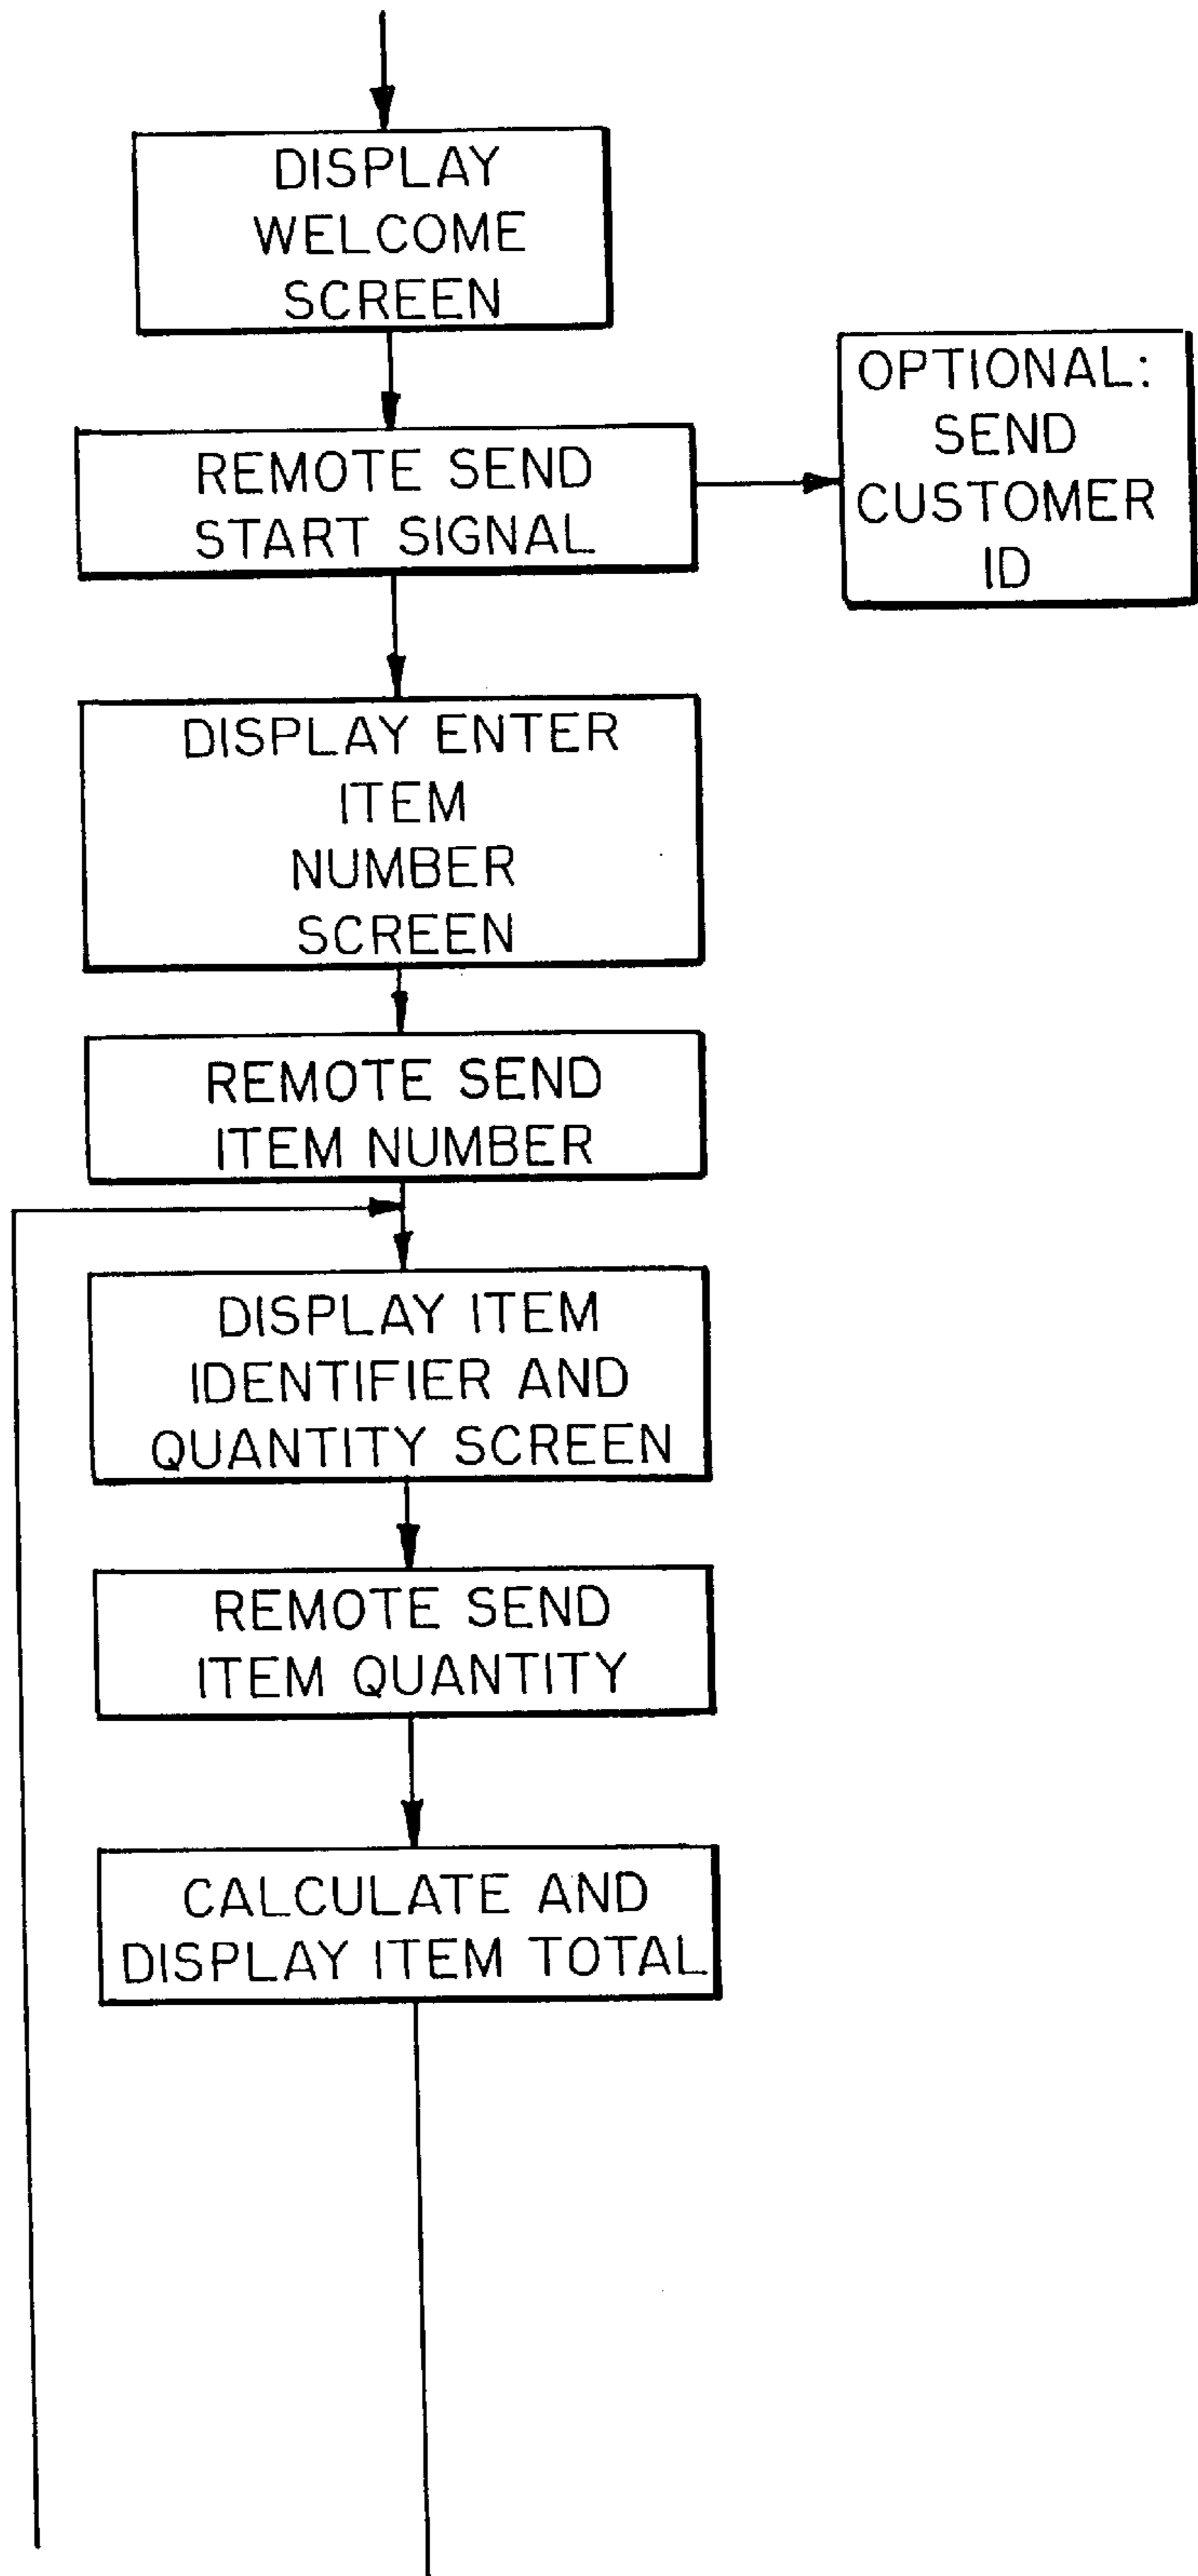 DISPLAY
WELCOME
SCREEN
REMOTE SEND
START SIGNAL
OPTIONAL:
SEND
CUSTOMER
ID
DISPLAY ENTER
ITEM
NUMBER
SCREEN
REMOTE SEND
ITEM NUMBER
DISPLAY ITEM
IDENTIFIER AND
QUANTITY SCREEN
REMOTE SEND
ITEM QUANTITY
CALCULATE AND
DISPLAY ITEM TOTAL